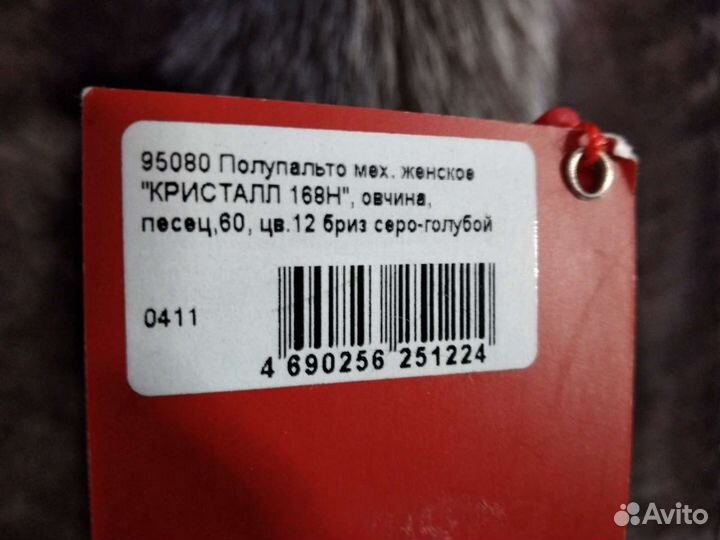 95080 Полупальто мех. женское
"КРИСТАЛЛ 168Н", овчина,
песец,60, цв.12 бриз серо-голубой
0411
4 690256 251224
Avito